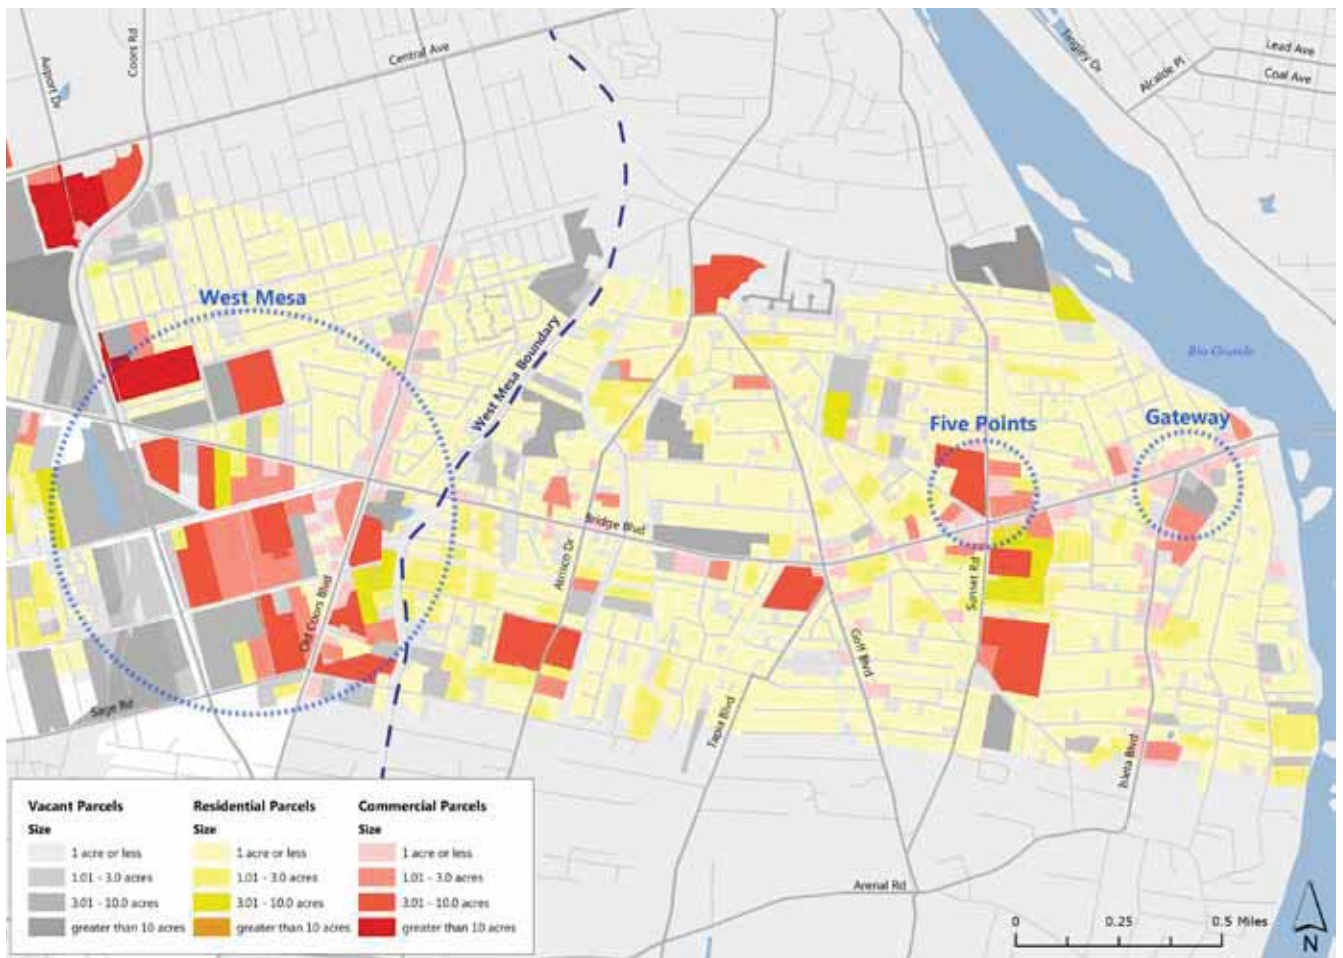 Airport Dr
Coors Rd
Central Ave
Tingley Dr
Alcalde Pl
Lead Ave
Coal Ave
West Mesa
West Mesa Boundary
Rio Grande
Five Points
Gateway
Bridge Blvd
Atrisco Dr
Sunset Rd
Old Coors Blvd
Golf Blvd
Sage Rd
Tapia Blvd
Isleta Blvd
Arenal Rd
Vacant Parcels
Size
1 acre or less
1.01 - 3.0 acres
3.01 - 10.0 acres
greater than 10 acres
Residential Parcels
Size
1 acre or less
1.01 - 3.0 acres
3.01 - 10.0 acres
greater than 10 acres
Commercial Parcels
Size
1 acre or less
1.01 - 3.0 acres
3.01 - 10.0 acres
greater than 10 acres
0 0.25 0.5 Miles
N